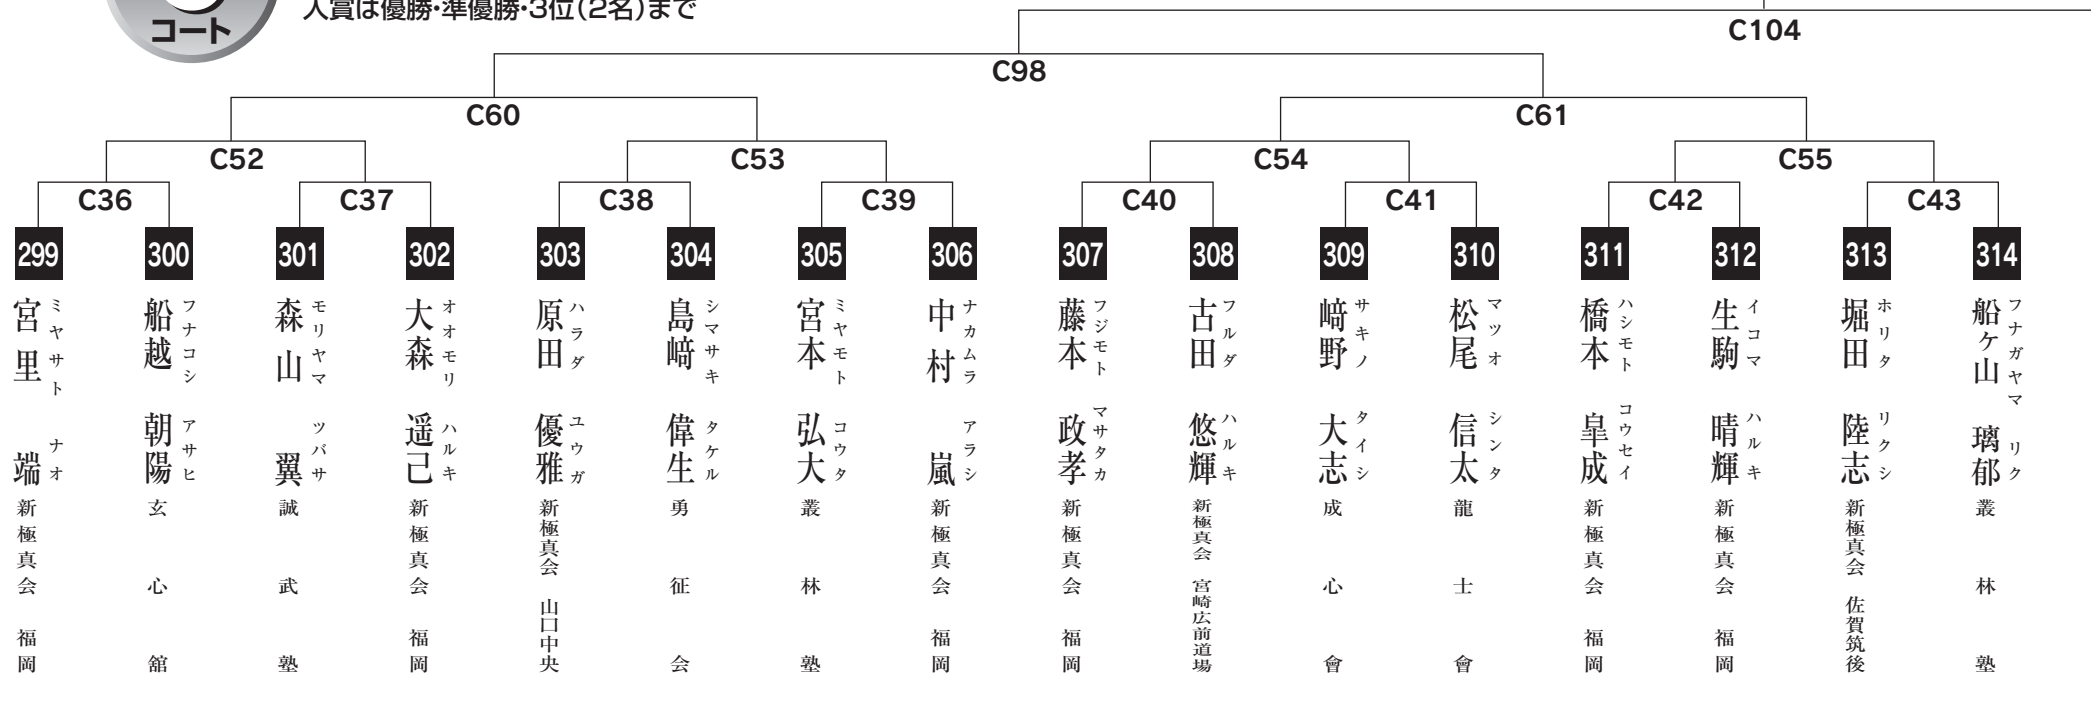 コート
入賞は優勝・準優勝・3位（2名）まで
C104
C98
C60
C61
C52
C53
C54
C55
C36
C37
C38
C39
C40
C41
C42
C43
299
300
301
302
303
304
305
306
307
308
309
310
311
312
313
314
宮里 端
ミヤサト ナオ
新極真会 福岡
船越 朝陽
フナコシ アサヒ
玄心舘
森山 翼
モリヤマ ツバサ
誠武塾
大森 遥己
オオモリ ハルキ
新極真会 福岡
原田 優雅
ハラダ ユウガ
新極真会 山口中央
島﨑 偉生
シマサキ タケル
勇征会
宮本 弘大
ミヤモト コウタ
叢林塾
中村 嵐
ナカムラ アラシ
新極真会 福岡
藤本 政孝
フジモト マサタカ
新極真会 福岡
古田 悠輝
フルダ ハルキ
新極真会 宮崎広前道場
﨑野 大志
サキノ タイシ
成心會
松尾 信太
マツオ シンタ
龍士會
橋本 皐成
ハシモト コウセイ
新極真会 福岡
生駒 晴輝
イコマ ハルキ
新極真会 福岡
堀田 陸志
ホリタ リクシ
新極真会 佐賀筑後
船ケ山 璃郁
フナガヤマ リク
叢林塾